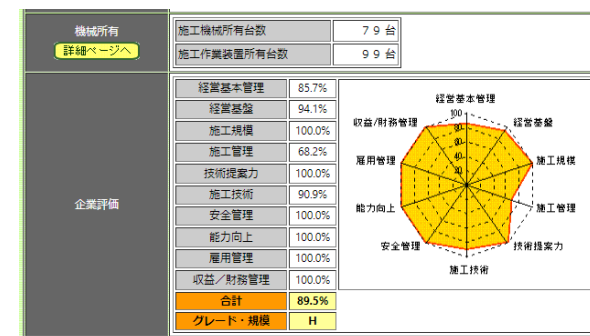 機械所有
詳細ページへ
施工機械所有台数 79台
施工作業装置所有台数 99台
企業評価
経営基本管理 85.7%
経営基盤 94.1%
施工規模 100.0%
施工管理 68.2%
技術提案力 100.0%
施工技術 90.9%
安全管理 100.0%
能力向上 100.0%
雇用管理 100.0%
収益／財務管理 100.0%
合計 89.5%
グレード・規模 H
経営基本管理
経営基盤
施工規模
施工管理
技術提案力
施工技術
安全管理
能力向上
雇用管理
収益/財務管理
100
80
60
40
20